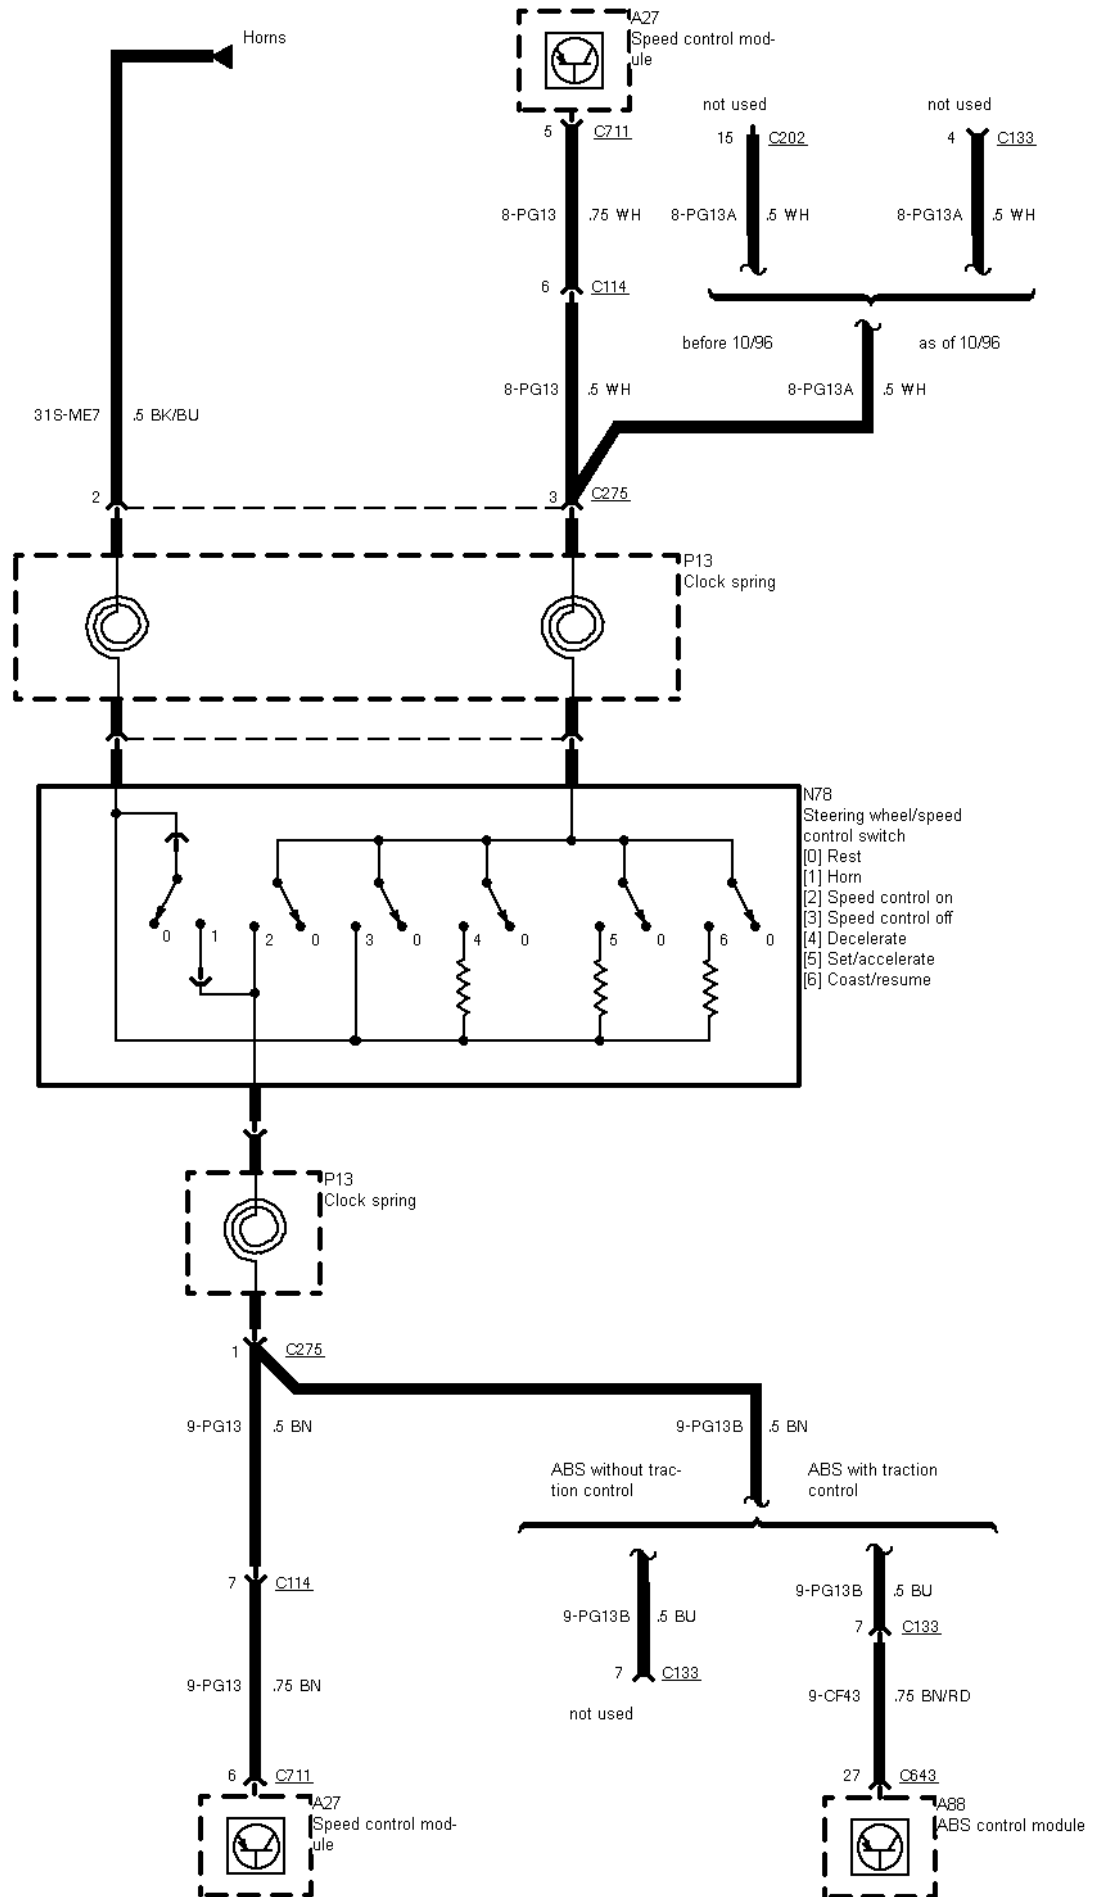 Horns
A27
Speed control mod-
ule
not used
not used
5 C711
15 C202
4 C133
8-PG13 .75 WH
8-PG13A .5 WH
8-PG13A .5 WH
6 C114
before 10/96
as of 10/96
8-PG13 .5 WH
8-PG13A .5 WH
31S-ME7 .5 BK/BU
2
3 C275
P13
Clock spring
N78
Steering wheel/speed
control switch
[0] Rest
[1] Horn
[2] Speed control on
[3] Speed control off
[4] Decelerate
[5] Set/accelerate
[6] Coast/resume
0 1 2 0 3 0 4 0 5 0 6 0
P13
Clock spring
1 C275
9-PG13 .5 BN
9-PG13B .5 BN
ABS without trac-
tion control
ABS with traction
control
7 C114
9-PG13B .5 BU
9-PG13B .5 BU
7 C133
7 C133
not used
9-PG13 .75 BN
9-CF43 .75 BN/RD
6 C711
27 C643
A27
Speed control mod-
ule
A88
ABS control module